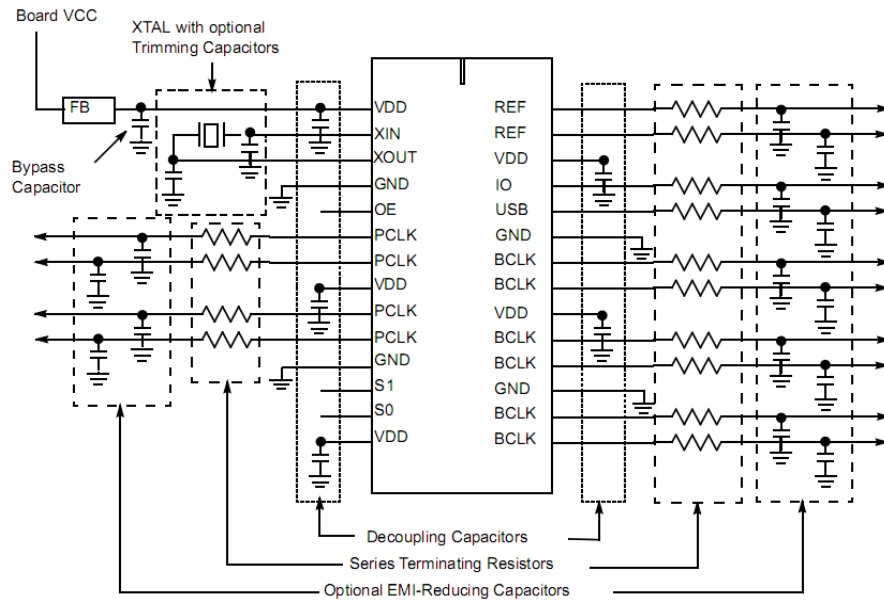 Board VCC
XTAL with optional
Trimming Capacitors
FB
Bypass
Capacitor
VDD
XIN
XOUT
GND
OE
PCLK
PCLK
VDD
PCLK
PCLK
GND
S1
S0
VDD
REF
REF
VDD
IO
USB
GND
BCLK
BCLK
VDD
BCLK
BCLK
GND
BCLK
BCLK
Decoupling Capacitors
Series Terminating Resistors
Optional EMI-Reducing Capacitors